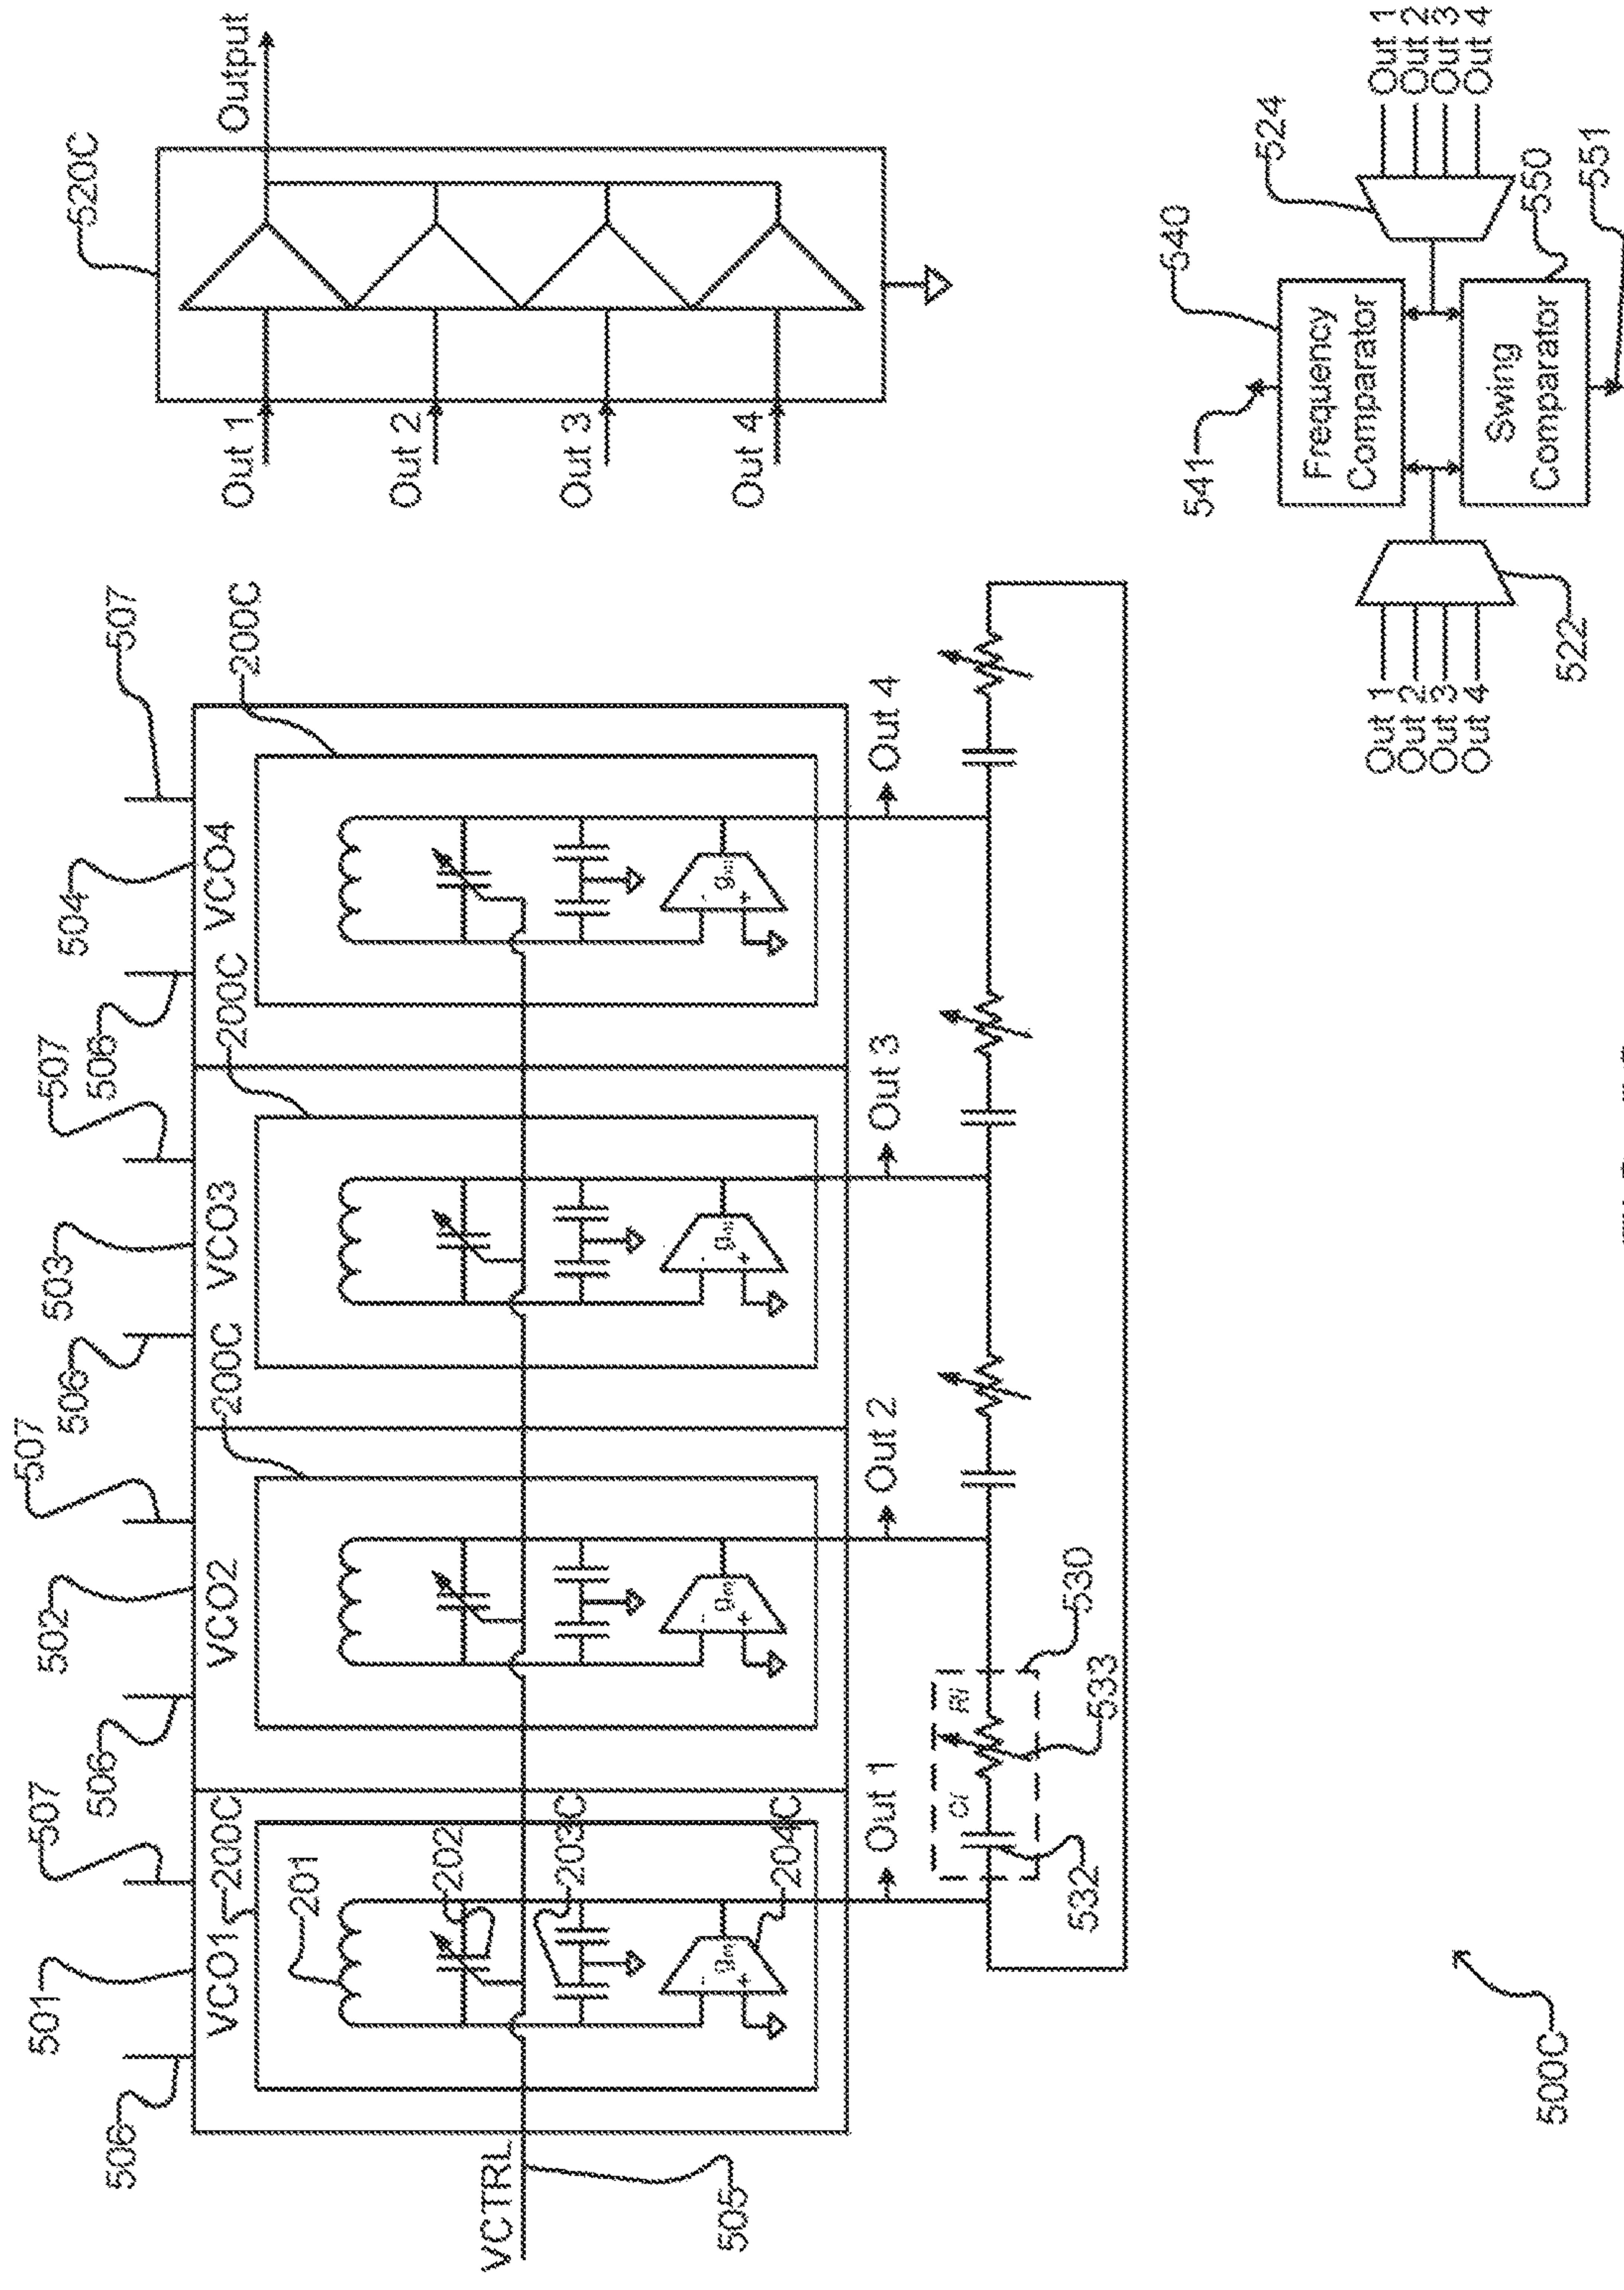 501
502
503
504
506
507
506
507
506
507
506
507
VCO1
VCO2
VCO3
VCO4
200C
200C
200C
200C
201
202
203C
204C
VCTRL
505
Out 1
Out 2
Out 3
Out 4
Ci
Ri
530
532
533
500C
520C
Out 1
Out 2
Out 3
Out 4
Output
541
540
Frequency
Comparator
Swing
Comparator
550
551
522
524
Out 1
Out 2
Out 3
Out 4
Out 1
Out 2
Out 3
Out 4
gm
- +
gm
- +
gm
- +
gm
- +